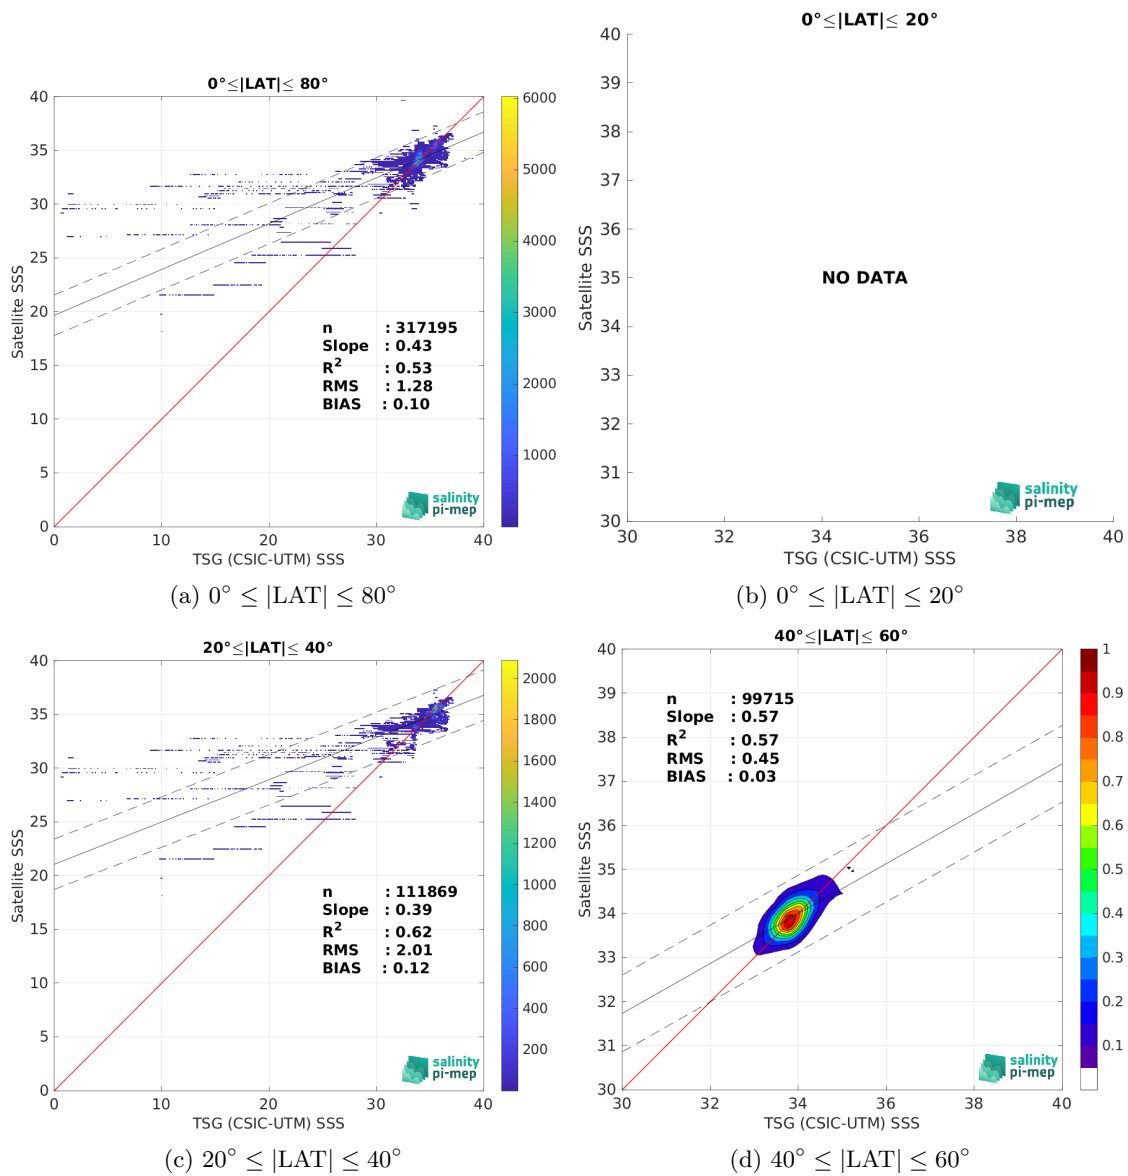 0°≤|LAT|≤ 80°
40
35
30
25
20
15
10
5
0
0
10
20
30
40
Satellite SSS
TSG (CSIC-UTM) SSS
n : 317195
Slope : 0.43
R² : 0.53
RMS : 1.28
BIAS : 0.10
salinity
pi-mep
6000
5000
4000
3000
2000
1000
(a) 0° ≤ |LAT| ≤ 80°
0°≤|LAT|≤ 20°
40
39
38
37
36
35
34
33
32
31
30
30
32
34
36
38
40
Satellite SSS
TSG (CSIC-UTM) SSS
NO DATA
salinity
pi-mep
(b) 0° ≤ |LAT| ≤ 20°
20°≤|LAT|≤ 40°
40
35
30
25
20
15
10
5
0
0
10
20
30
40
Satellite SSS
TSG (CSIC-UTM) SSS
n : 111869
Slope : 0.39
R² : 0.62
RMS : 2.01
BIAS : 0.12
salinity
pi-mep
2000
1800
1600
1400
1200
1000
800
600
400
200
(c) 20° ≤ |LAT| ≤ 40°
40°≤|LAT|≤ 60°
40
39
38
37
36
35
34
33
32
31
30
30
32
34
36
38
40
Satellite SSS
TSG (CSIC-UTM) SSS
n : 99715
Slope : 0.57
R² : 0.57
RMS : 0.45
BIAS : 0.03
salinity
pi-mep
1
0.9
0.8
0.7
0.6
0.5
0.4
0.3
0.2
0.1
(d) 40° ≤ |LAT| ≤ 60°